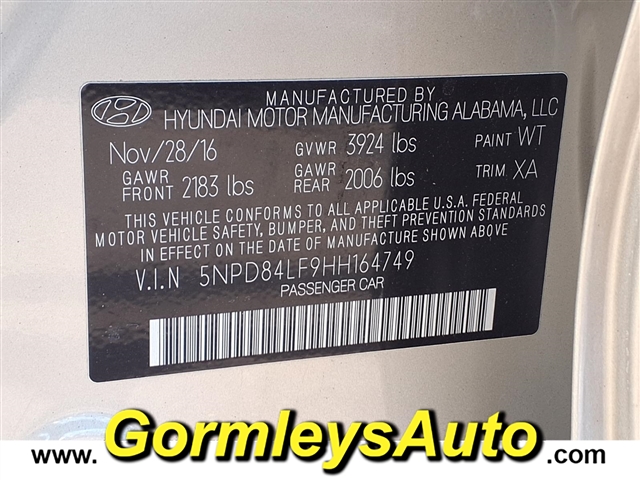 MANUFACTURED BY
HYUNDAI MOTOR MANUFACTURING ALABAMA, LLC
Nov/28/16 GVWR 3924 lbs PAINT WT
GAWR FRONT 2183 lbs GAWR REAR 2006 lbs TRIM XA
THIS VEHICLE CONFORMS TO ALL APPLICABLE U.S.A. FEDERAL
MOTOR VEHICLE SAFETY, BUMPER, AND THEFT PREVENTION STANDARDS
IN EFFECT ON THE DATE OF MANUFACTURE SHOWN ABOVE
V.I.N 5NPD84LF9HH164749
PASSENGER CAR
www.GormleysAuto.com